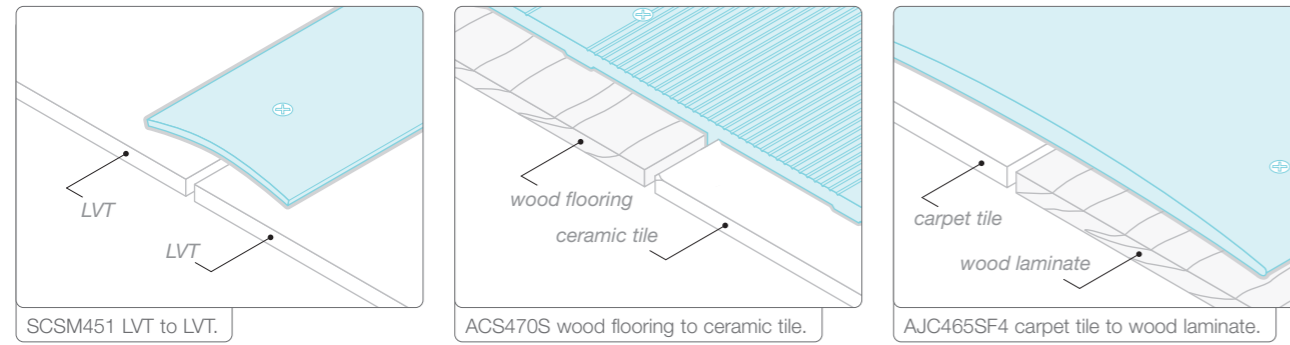 LVT
LVT
SCSM451 LVT to LVT.
wood flooring
ceramic tile
ACS470S wood flooring to ceramic tile.
carpet tile
wood laminate
AJC465SF4 carpet tile to wood laminate.